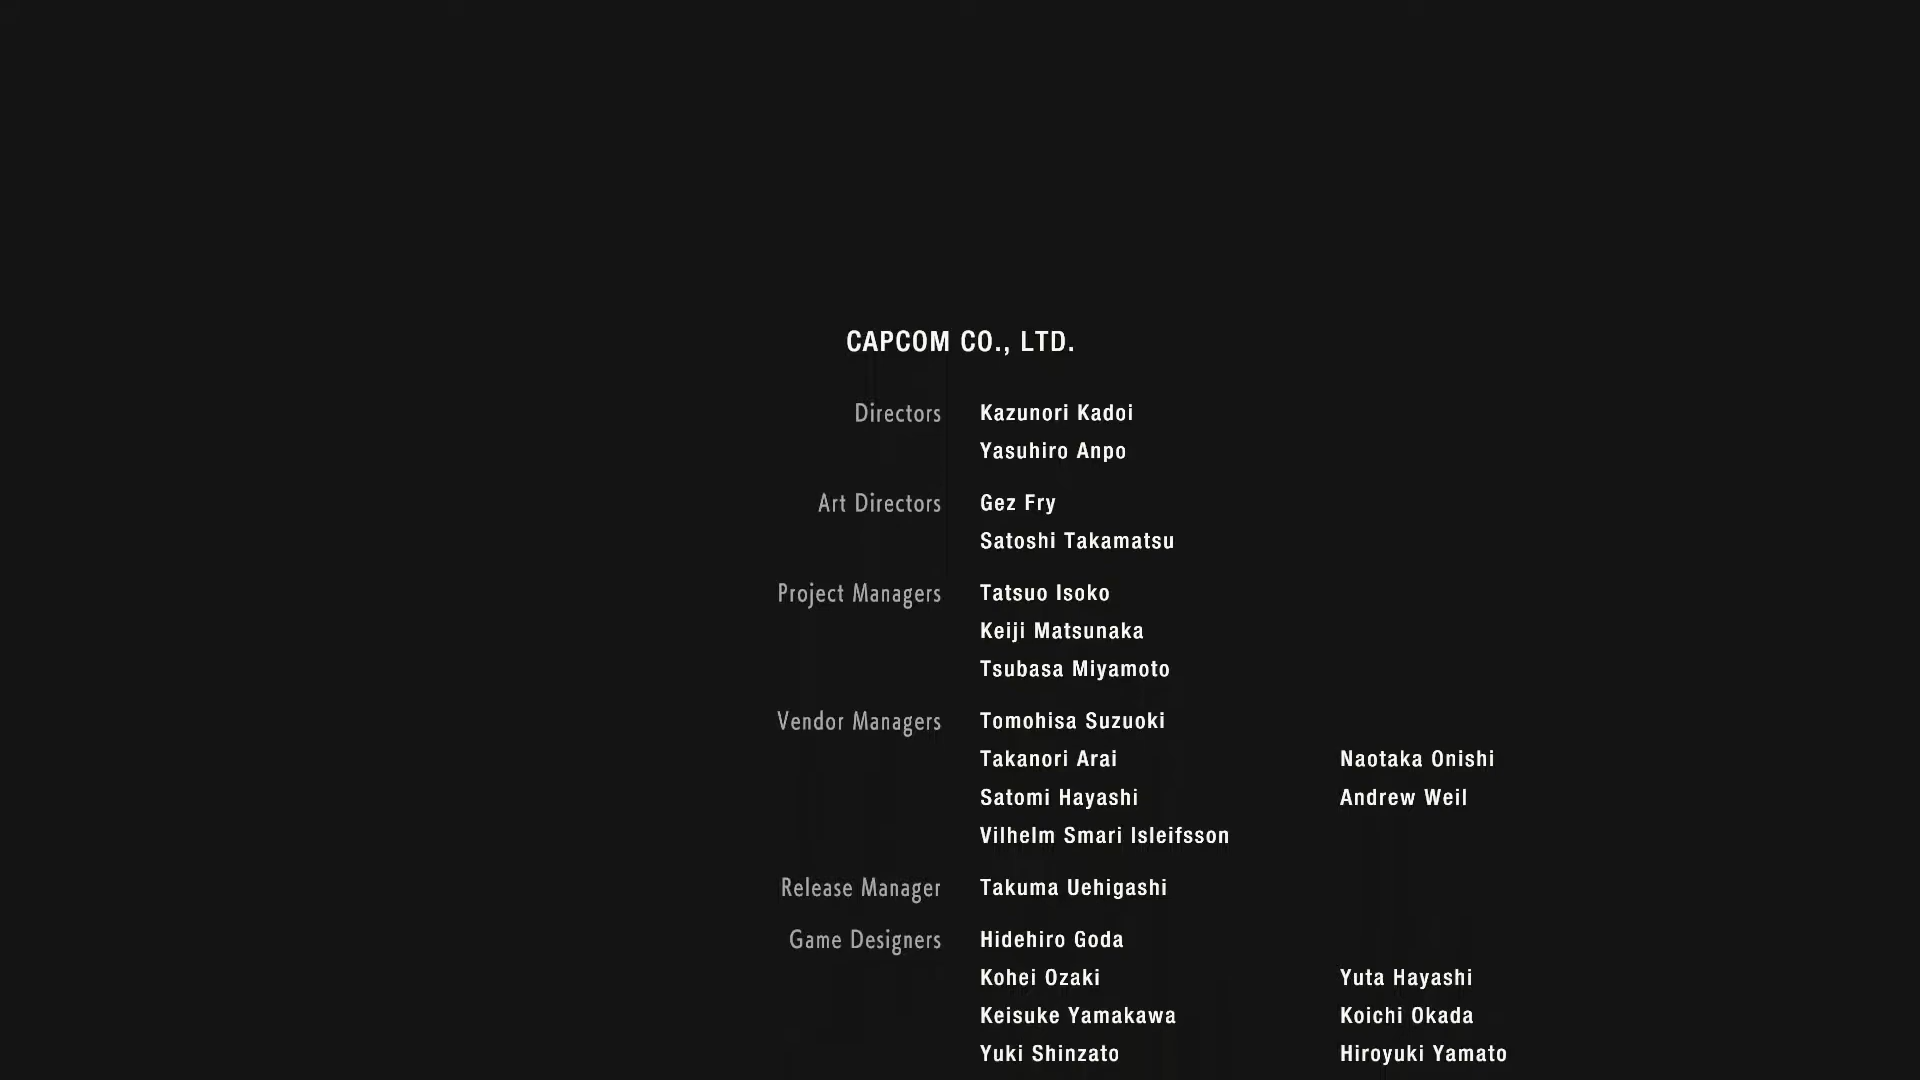 CAPCOM CO., LTD.
Directors Kazunori Kadoi
Yasuhiro Anpo
Art Directors Gez Fry
Satoshi Takamatsu
Project Managers Tatsuo Isoko
Keiji Matsunaka
Tsubasa Miyamoto
Vendor Managers Tomohisa Suzuoki
Takanori Arai Naotaka Onishi
Satomi Hayashi Andrew Weil
Vilhelm Smari Isleifsson
Release Manager Takuma Uehigashi
Game Designers Hidehiro Goda
Kohei Ozaki Yuta Hayashi
Keisuke Yamakawa Koichi Okada
Yuki Shinzato Hiroyuki Yamato